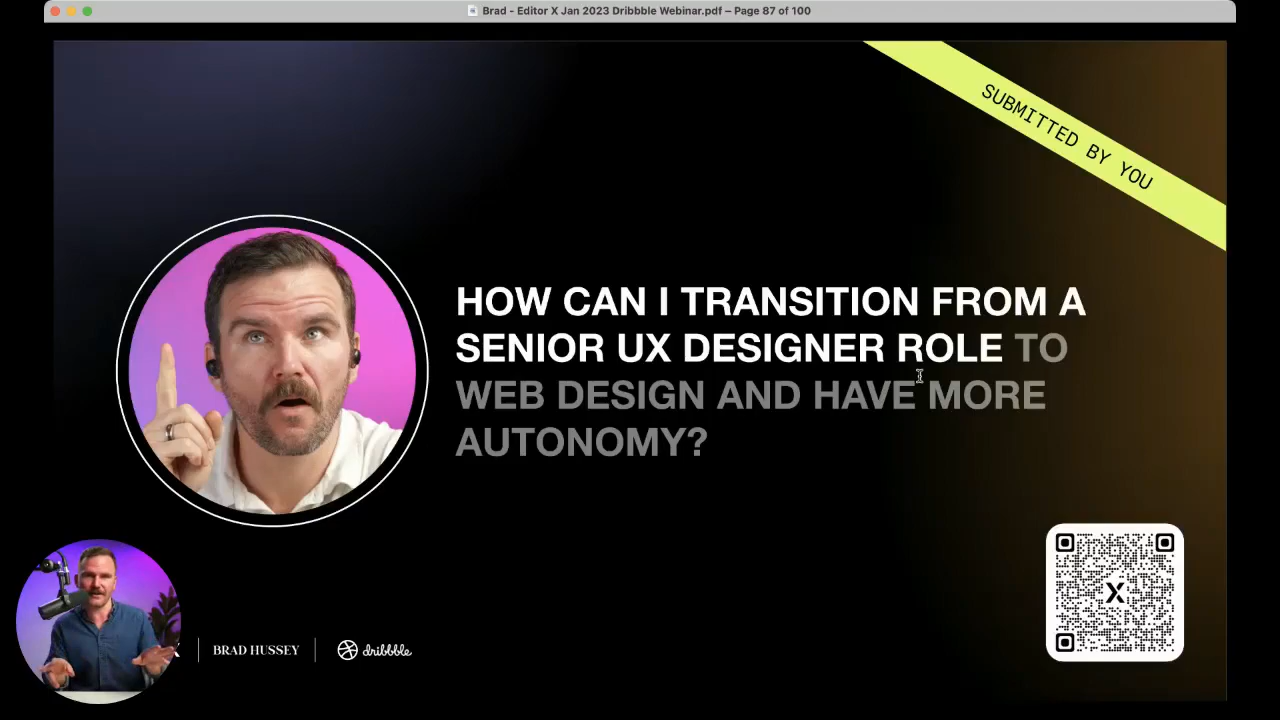 Brad - Editor X Jan 2023 Dribbble Webinar.pdf – Page 87 of 100
SUBMITTED BY YOU
HOW CAN I TRANSITION FROM A
SENIOR UX DESIGNER ROLE TO
WEB DESIGN AND HAVE MORE
AUTONOMY?
X
BRAD HUSSEY
dribbble